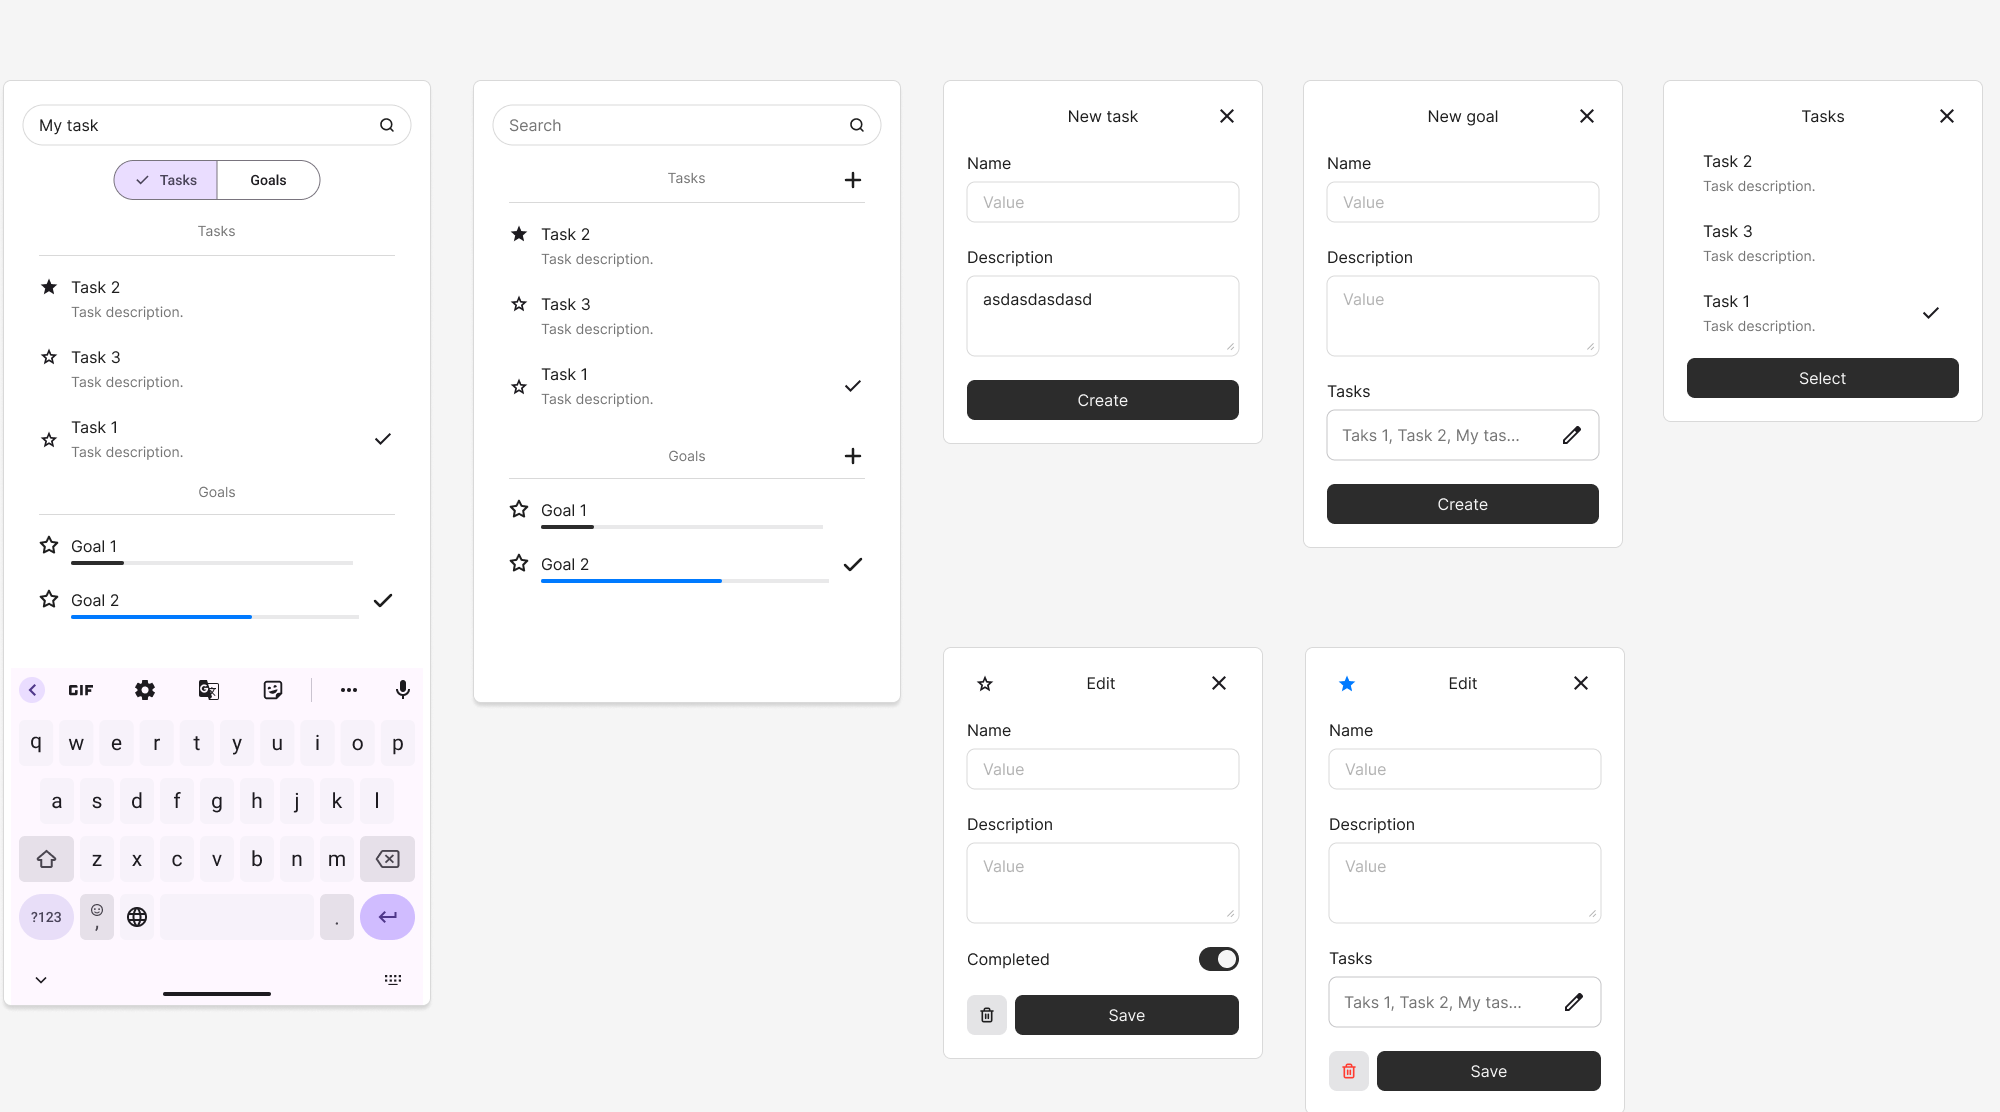 My task
Tasks
Goals
Tasks
Task 2
Task description.
Task 3
Task description.
Task 1
Task description.
Goals
Goal 1
Goal 2
GIF
q w e r t y u i o p
a s d f g h j k l
z x c v b n m
?123 , .
Search
Tasks
Task 2
Task description.
Task 3
Task description.
Task 1
Task description.
Goals
Goal 1
Goal 2
New task
Name
Value
Description
asdasdasdasd
Create
New goal
Name
Value
Description
Value
Tasks
Taks 1, Task 2, My tas...
Create
Tasks
Task 2
Task description.
Task 3
Task description.
Task 1
Task description.
Select
Edit
Name
Value
Description
Value
Completed
Save
Edit
Name
Value
Description
Value
Tasks
Taks 1, Task 2, My tas...
Save